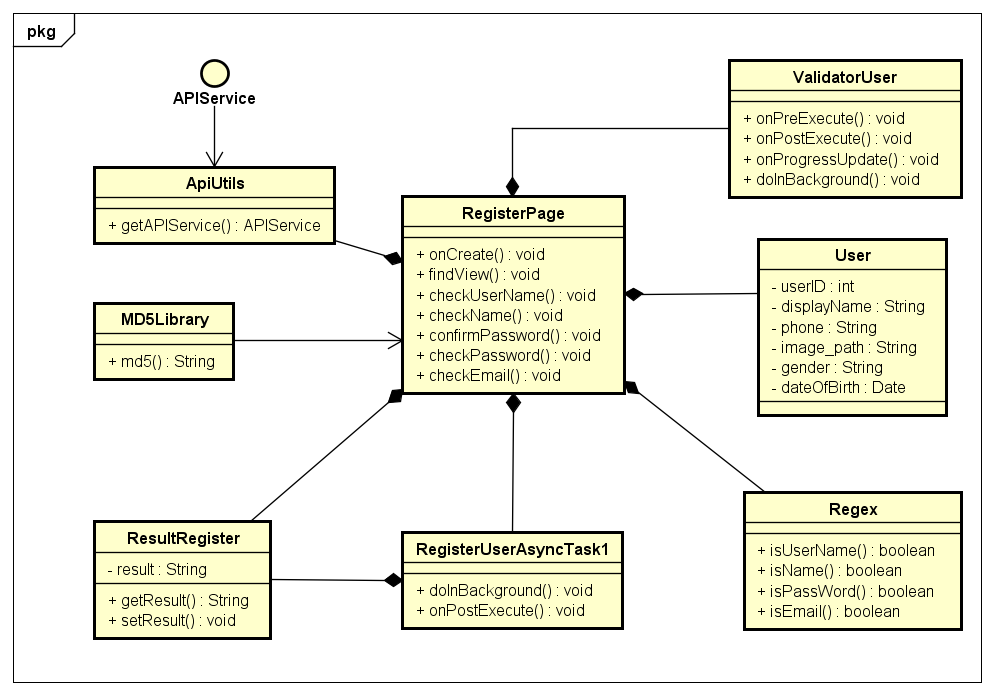 pkg
APIService
ApiUtils
+ getAPIService() : APIService
MD5Library
+ md5() : String
RegisterPage
+ onCreate() : void
+ findView() : void
+ checkUserName() : void
+ checkName() : void
+ confirmPassword() : void
+ checkPassword() : void
+ checkEmail() : void
ValidatorUser
+ onPreExecute() : void
+ onPostExecute() : void
+ onProgressUpdate() : void
+ doInBackground() : void
User
- userID : int
- displayName : String
- phone : String
- image_path : String
- gender : String
- dateOfBirth : Date
ResultRegister
- result : String
+ getResult() : String
+ setResult() : void
RegisterUserAsyncTask1
+ doInBackground() : void
+ onPostExecute() : void
Regex
+ isUserName() : boolean
+ isName() : boolean
+ isPassWord() : boolean
+ isEmail() : boolean